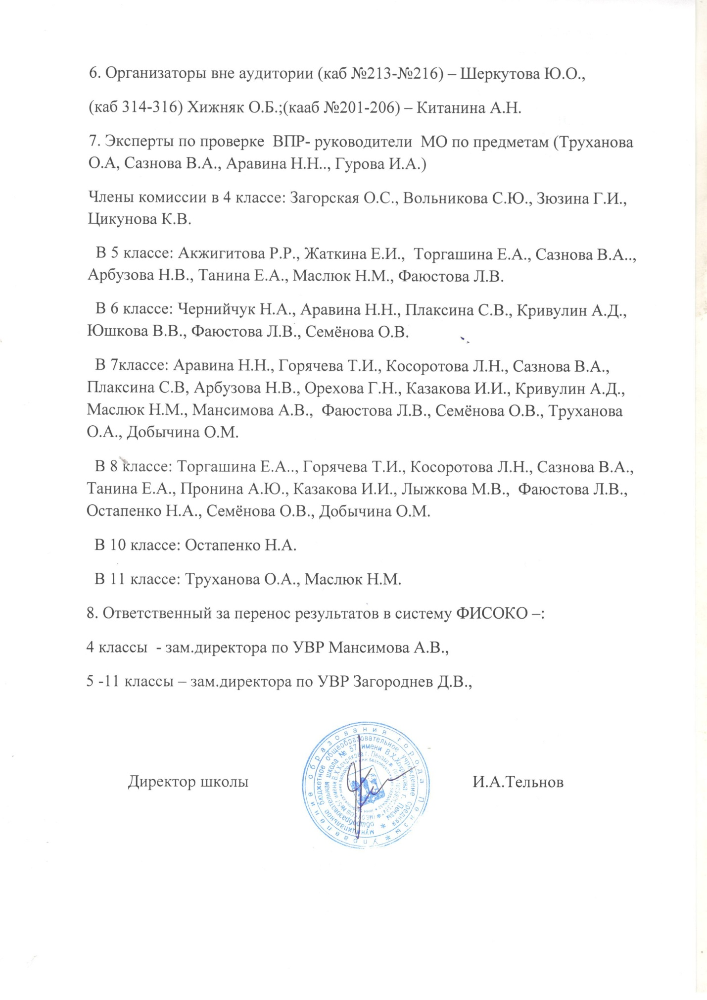 6. Организаторы вне аудитории (каб №213-№216) – Шеркутова Ю.О.,
(каб 314-316) Хижняк О.Б.;(кааб №201-206) – Китанина А.Н.
7. Эксперты по проверке  ВПР- руководители  МО по предметам (Труханова
О.А, Сазнова В.А., Аравина Н.Н.., Гурова И.А.)
Члены комиссии в 4 классе: Загорская О.С., Вольникова С.Ю., Зюзина Г.И.,
Цикунова К.В.
В 5 классе: Акжигитова Р.Р., Жаткина Е.И.,  Торгашина Е.А., Сазнова В.А..,
Арбузова Н.В., Танина Е.А., Маслюк Н.М., Фаюстова Л.В.
В 6 классе: Чернийчук Н.А., Аравина Н.Н., Плаксина С.В., Кривулин А.Д.,
Юшкова В.В., Фаюстова Л.В., Семёнова О.В.
В 7классе: Аравина Н.Н., Горячева Т.И., Косоротова Л.Н., Сазнова В.А.,
Плаксина С.В, Арбузова Н.В., Орехова Г.Н., Казакова И.И., Кривулин А.Д.,
Маслюк Н.М., Мансимова А.В.,  Фаюстова Л.В., Семёнова О.В., Труханова
О.А., Добычина О.М.
В 8 классе: Торгашина Е.А.., Горячева Т.И., Косоротова Л.Н., Сазнова В.А.,
Танина Е.А., Пронина А.Ю., Казакова И.И., Лыжкова М.В.,  Фаюстова Л.В.,
Остапенко Н.А., Семёнова О.В., Добычина О.М.
В 10 классе: Остапенко Н.А.
В 11 классе: Труханова О.А., Маслюк Н.М.
8. Ответственный за перенос результатов в систему ФИСОКО –:
4 классы  - зам.директора по УВР Мансимова А.В.,
5 -11 классы – зам.директора по УВР Загороднев Д.В.,
Директор школы
И.А.Тельнов
Управление образования города Пензы *
муниципальное бюджетное общеобразовательное учреждение средняя
общеобразовательная школа № 57 имени В.Х.Хохрякова г. Пензы *